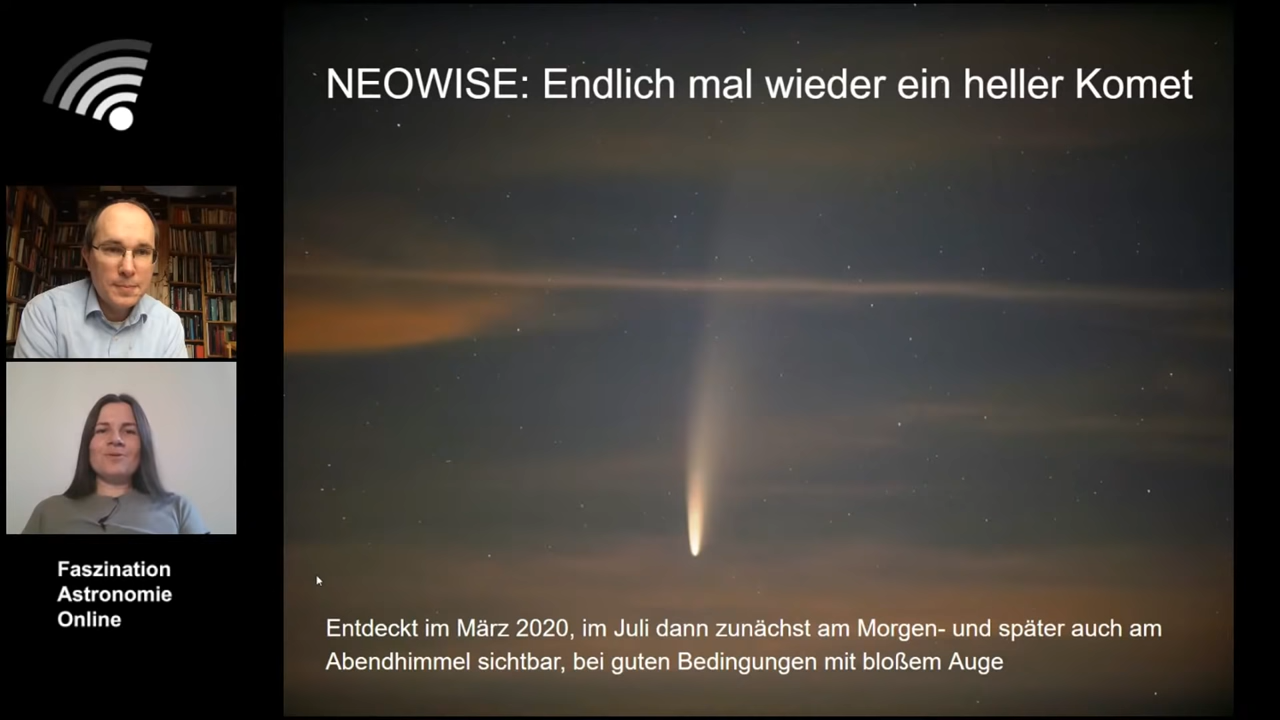 NEOWISE: Endlich mal wieder ein heller Komet
Faszination
Astronomie
Online
Entdeckt im März 2020, im Juli dann zunächst am Morgen- und später auch am
Abendhimmel sichtbar, bei guten Bedingungen mit bloßem Auge